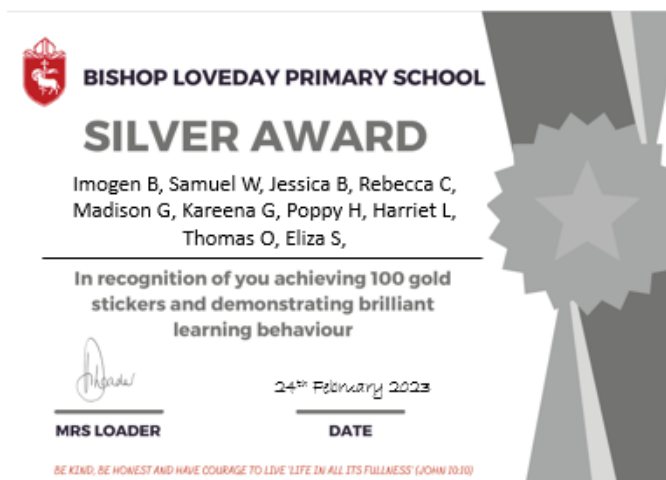 BISHOP LOVEDAY PRIMARY SCHOOL
SILVER AWARD
Imogen B, Samuel W, Jessica B, Rebecca C,
Madison G, Kareena G, Poppy H, Harriet L,
Thomas O, Eliza S,
In recognition of you achieving 100 gold
stickers and demonstrating brilliant
learning behaviour
24th February 2023
MRS LOADER
DATE
BE KIND; BE HONEST AND HAVE COURAGE TO LIVE 'LIFE IN ALL ITS FULLNESS' (JOHN 10:10)